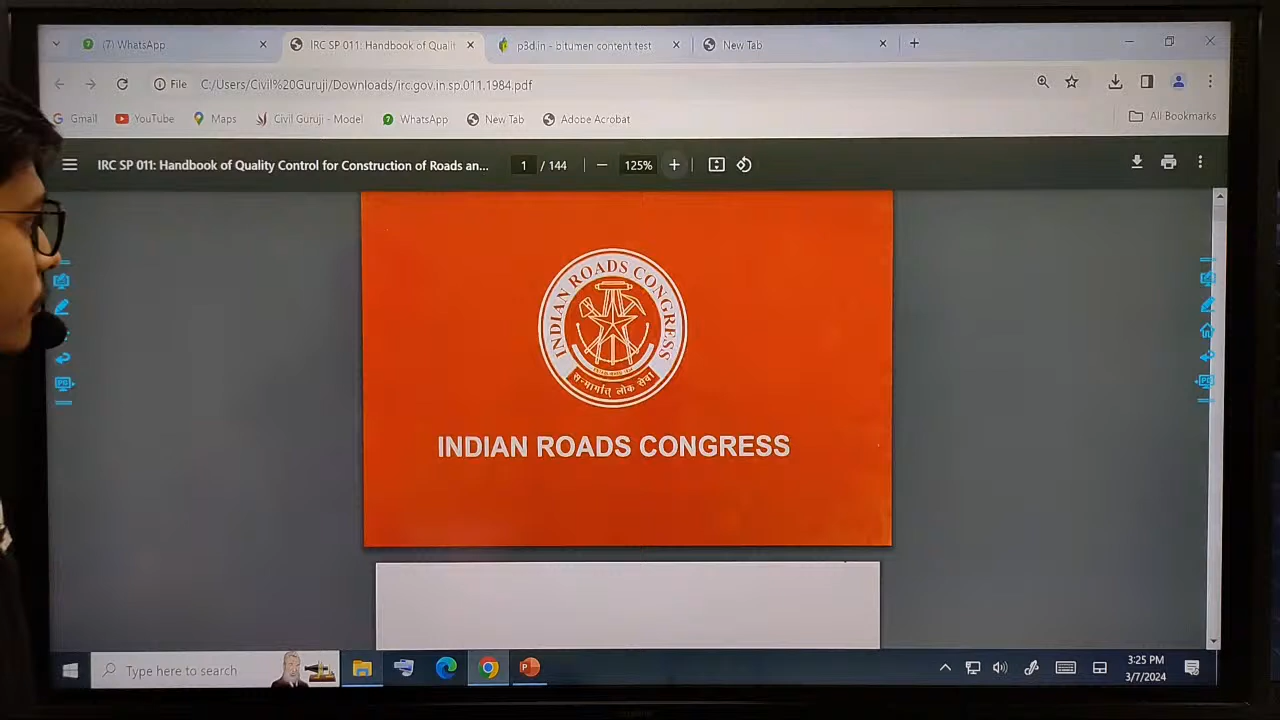 (7) WhatsApp
IRC SP 011: Handbook of Qualit
p3d.in - bitumen content test
New Tab
File
C:/Users/Civil%20Guruji/Downloads/irc.gov.in.sp.011.1984.pdf
Gmail
YouTube
Maps
Civil Guruji - Model
WhatsApp
New Tab
Adobe Acrobat
All Bookmarks
IRC SP 011: Handbook of Quality Control for Construction of Roads an...
1 / 144
125%
INDIAN ROADS CONGRESS
सन्मार्गात् लोक सेवा
INDIAN ROADS CONGRESS
Type here to search
3:25 PM
3/7/2024